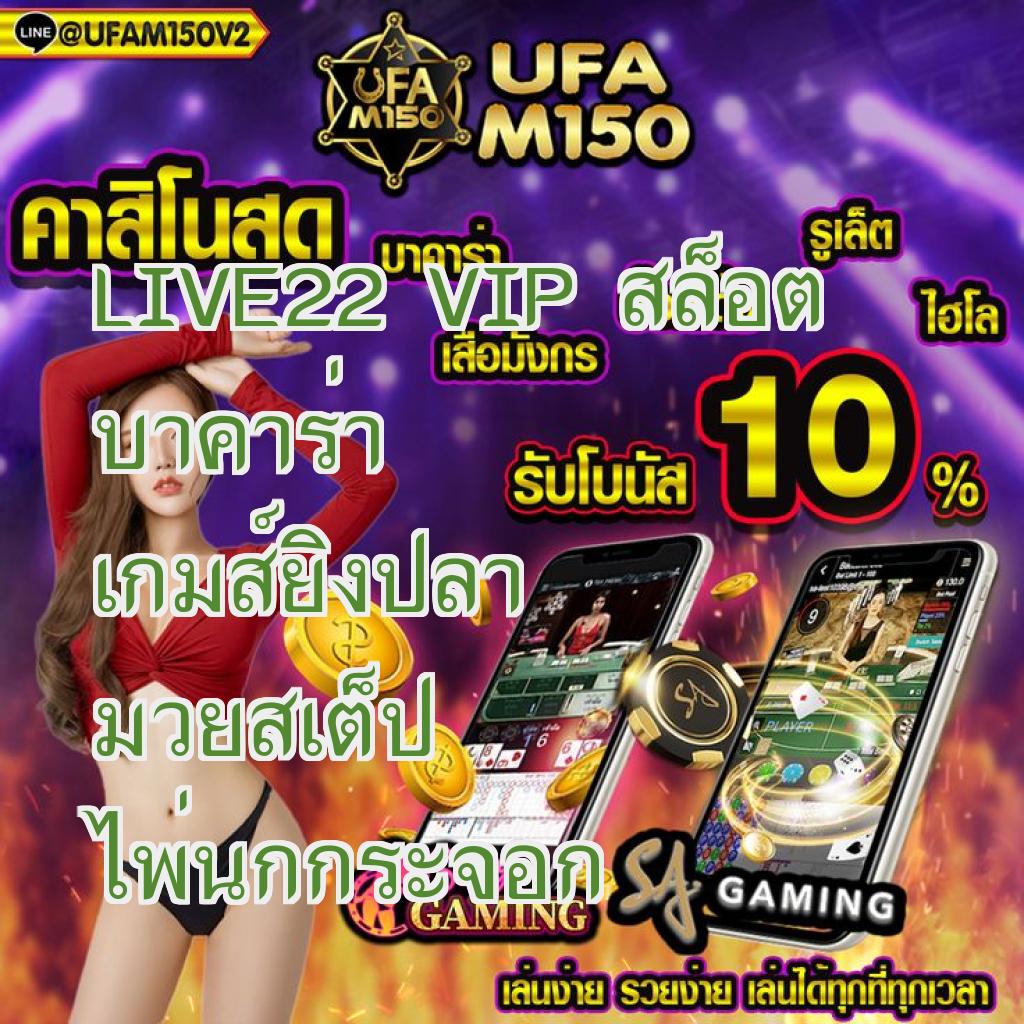 LINE @UFAM150V2
UFA
M150
UFA
M150
คาสิโนสด
บาคาร่า
รูเล็ต
LIVE22 VIP สล็อต
ไฮโล
เสือมังกร
บาคาร่า
10%
รับโบนัส
เกมส์ยิงปลา
มวยสเต็ป
ไพ่นกกระจอก
GAMING
SA GAMING
PLAYER
9
เล่นง่าย รวยง่าย เล่นได้ทุกที่ทุกเวลา